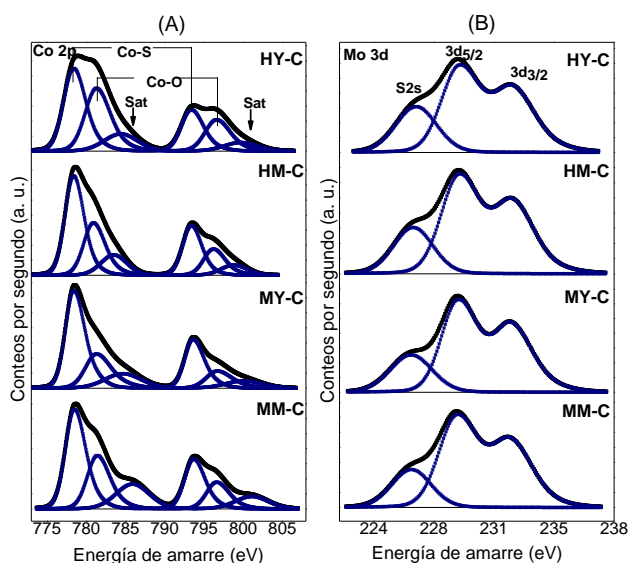 (A)
(B)
Co 2p
Co-S
HY-C
Co-O
Sat
Sat
HM-C
MY-C
MM-C
Conteos por segundo (a. u.)
775 780 785 790 795 800 805
Energía de amarre (eV)
Mo 3d
3d5/2
HY-C
S2s
3d3/2
HM-C
MY-C
MM-C
Conteos por segundo (a. u.)
224 228 231 234 238
Energía de amarre (eV)